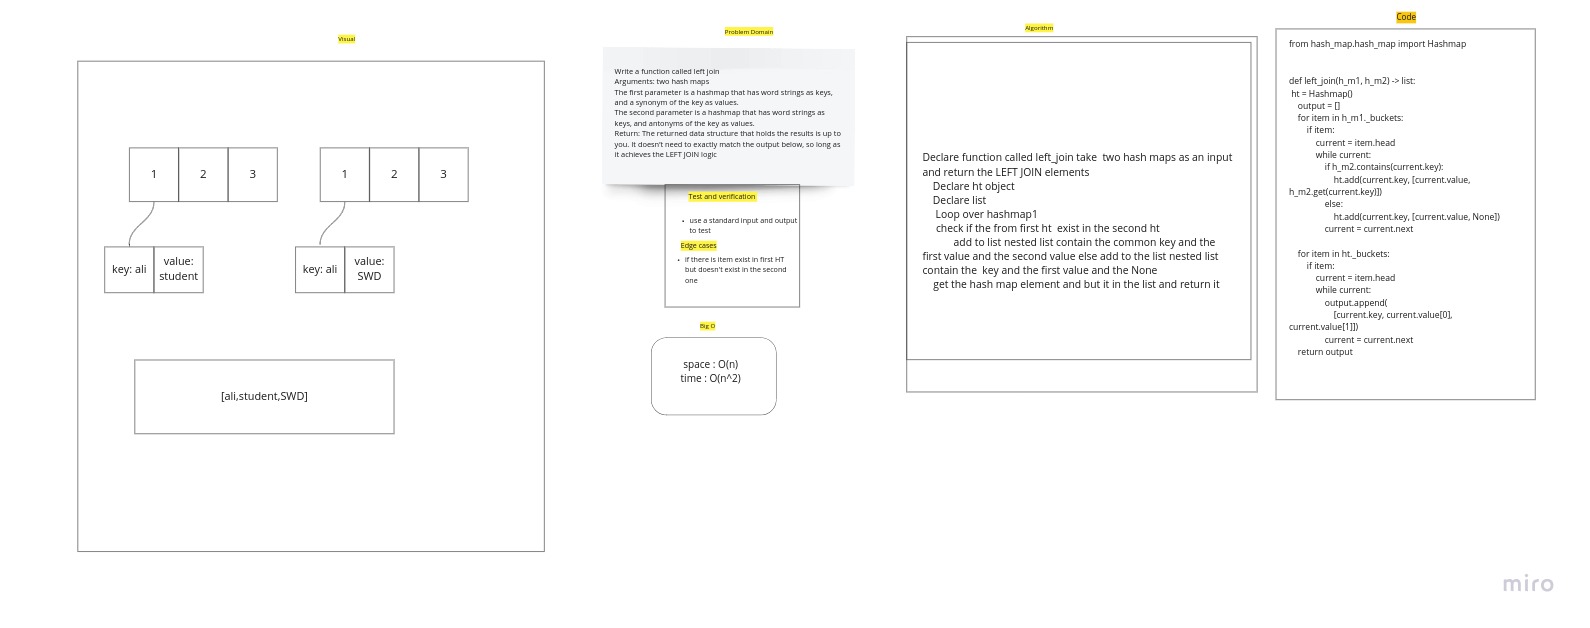 Visual
1 2 3
1 2 3
key: ali
value:
student
key: ali
value:
SWD
[ali,student,SWD]
Problem Domain
Write a function called left join
Arguments: two hash maps
The first parameter is a hashmap that has word strings as keys,
and a synonym of the key as values.
The second parameter is a hashmap that has word strings as
keys, and antonyms of the key as values.
Return: The returned data structure that holds the results is up to
you. It doesn't need to exactly match the output below, so long as
it achieves the LEFT JOIN logic
Test and verification
• use a standard input and output
to test
Edge cases
• if there is item exist in first HT
but doesn't exist in the second
one
Big O
space : O(n)
time : O(n^2)
Algorithm
Declare function called left_join take two hash maps as an input
and return the LEFT JOIN elements
Declare ht object
Declare list
Loop over hashmap1
check if the from first ht exist in the second ht
add to list nested list contain the common key and the
first value and the second value else add to the list nested list
contain the key and the first value and the None
get the hash map element and but it in the list and return it
Code
from hash_map.hash_map import Hashmap
def left_join(h_m1, h_m2) -> list:
ht = Hashmap()
output = []
for item in h_m1._buckets:
if item:
current = item.head
while current:
if h_m2.contains(current.key):
ht.add(current.key, [current.value,
h_m2.get(current.key)])
else:
ht.add(current.key, [current.value, None])
current = current.next
for item in ht._buckets:
if item:
current = item.head
while current:
output.append(
[current.key, current.value[0],
current.value[1]])
current = current.next
return output
miro